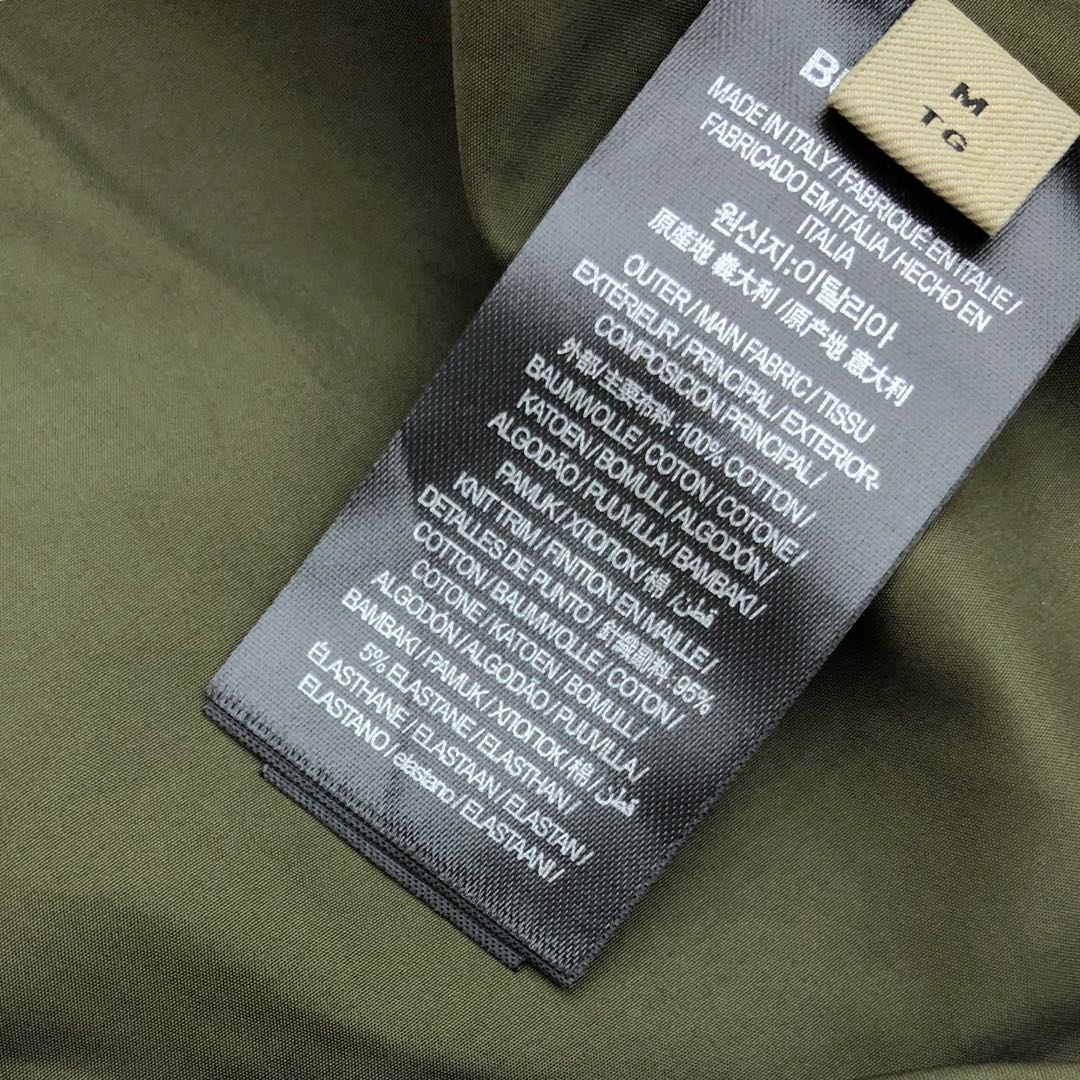 M
TG
MADE IN ITALY / FABRIQUÉ EN ITALIE /
FABRICADO EM ITÁLIA / HECHO EN
ITALIA
원산지:이탈리아
原產地 義大利 /原产地 意大利
OUTER / MAIN FABRIC / TISSU
EXTÉRIEUR / PRINCIPAL / EXTERIOR-
COMPOSICION PRINCIPAL /
外部 / 主要布料: 100% COTTON /
BAUMWOLLE / COTON / COTONE /
KATOEN / BOMULL / ALGODÓN /
ALGODÃO / PUUVILLA / BAMBAKI /
PAMUK / ХЛОПОК / 棉 / قطن
KNIT TRIM / FINITION EN MAILLE /
DETALLES DE PUNTO / 針織副料: 95%
COTTON / BAUMWOLLE / COTON /
COTONE / KATOEN / BOMULL /
ALGODÓN / ALGODÃO / PUUVILLA /
BAMBAKI / PAMUK / ХЛОПОК / 棉 / قطن
5% ELASTANE / ELASTHAN /
ÉLASTHANE / ELASTAAN / ELASTAN /
ELASTANO / elastano / ELASTAANI /